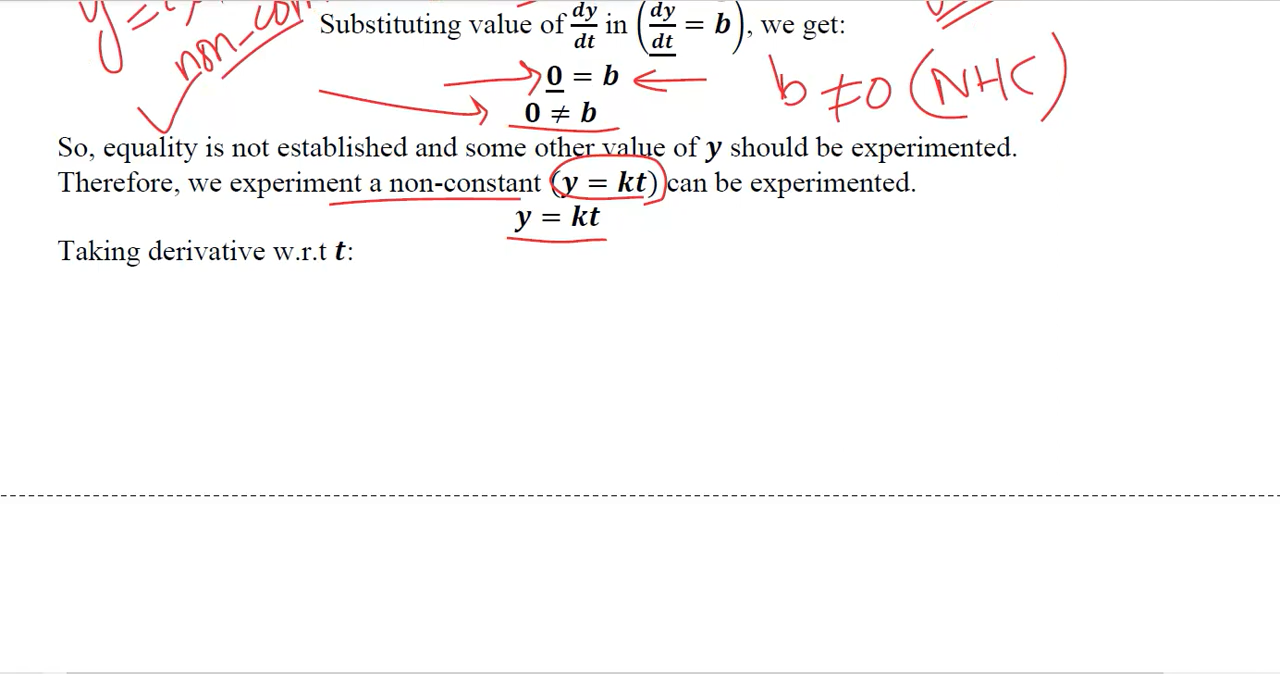 y =
non-con
Substituting value of dy/dt in (dy/dt = b), we get:
0 = b
b ≠ 0 (NHC)
0 ≠ b
So, equality is not established and some other value of y should be experimented.
Therefore, we experiment a non-constant (y = kt) can be experimented.
y = kt
Taking derivative w.r.t t: